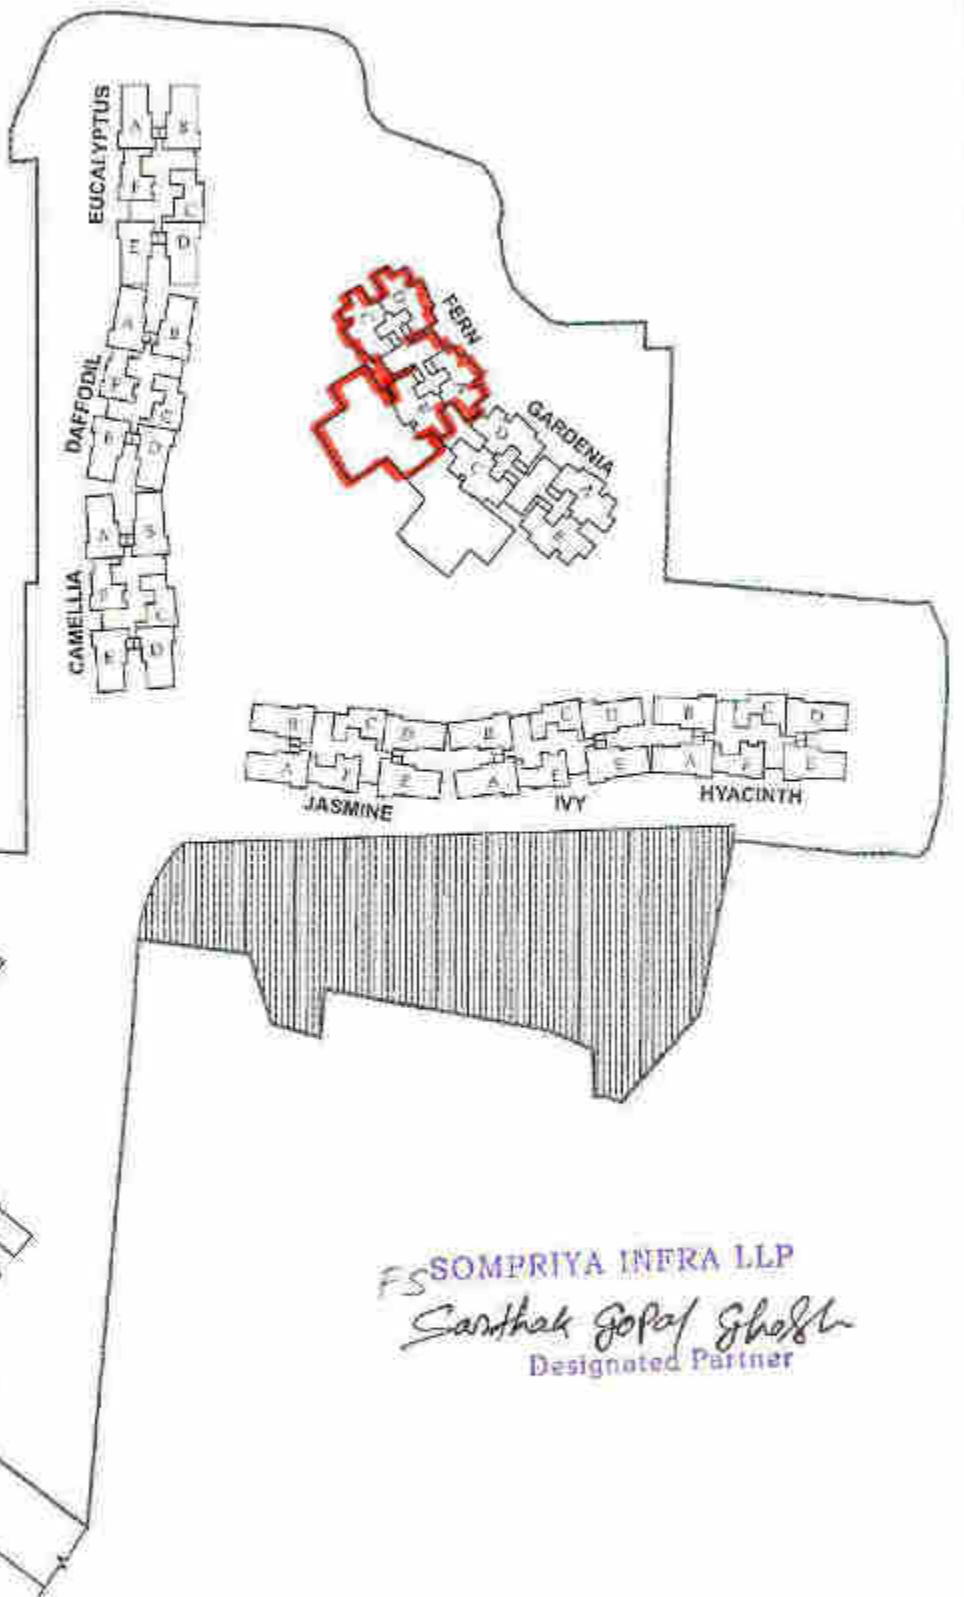 EUCALYPTUS
A B
F C
E D
DAFFODIL
A B
F C
E D
CAMELLIA
A B
F C
E D
FERN
GARDENIA
D
C
A
B
B C D B C D B C D
A F E A F E A F E
JASMINE IVY HYACINTH
FS SOMPRIYA INFRA LLP
Sarthak Gopal Ghosh
Designated Partner